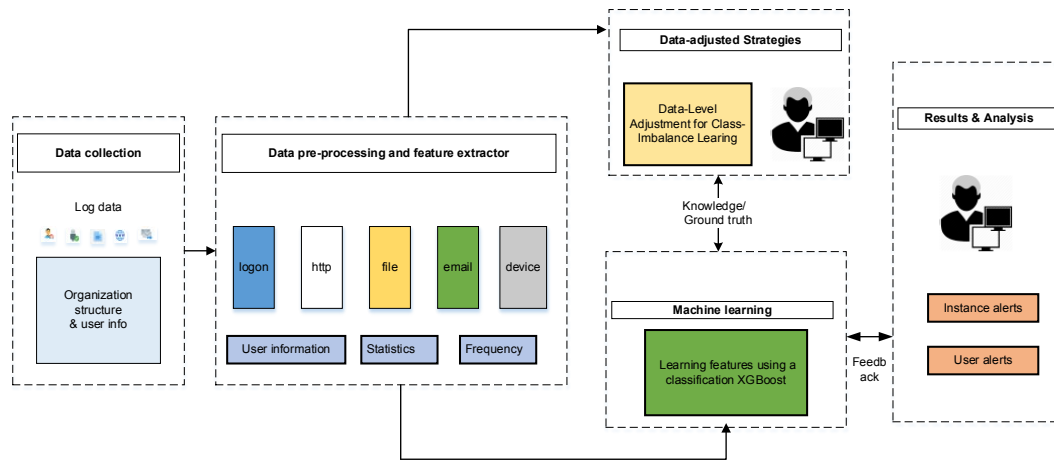 Data collection
Log data
Organization
structure
& user info
Data pre-processing and feature extractor
logon
http
file
email
device
User information
Statistics
Frequency
Data-adjusted Strategies
Data-Level
Adjustment for Class-
Imbalance Learing
Knowledge/
Ground truth
Machine learning
Learning features using a
classification XGBoost
Feedb
ack
Results & Analysis
Instance alerts
User alerts